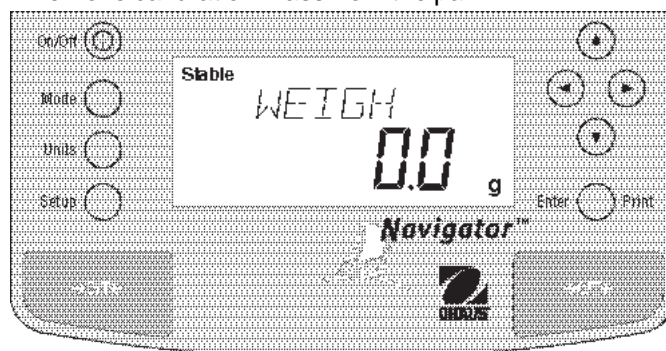 On/Off
Stable
Mode
WEIGH
Units
0.0 g
Setup
Enter
Print
Navigator™
OHAUS